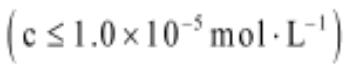 (c ≤ 1.0×10⁻⁵ mol·L⁻¹)